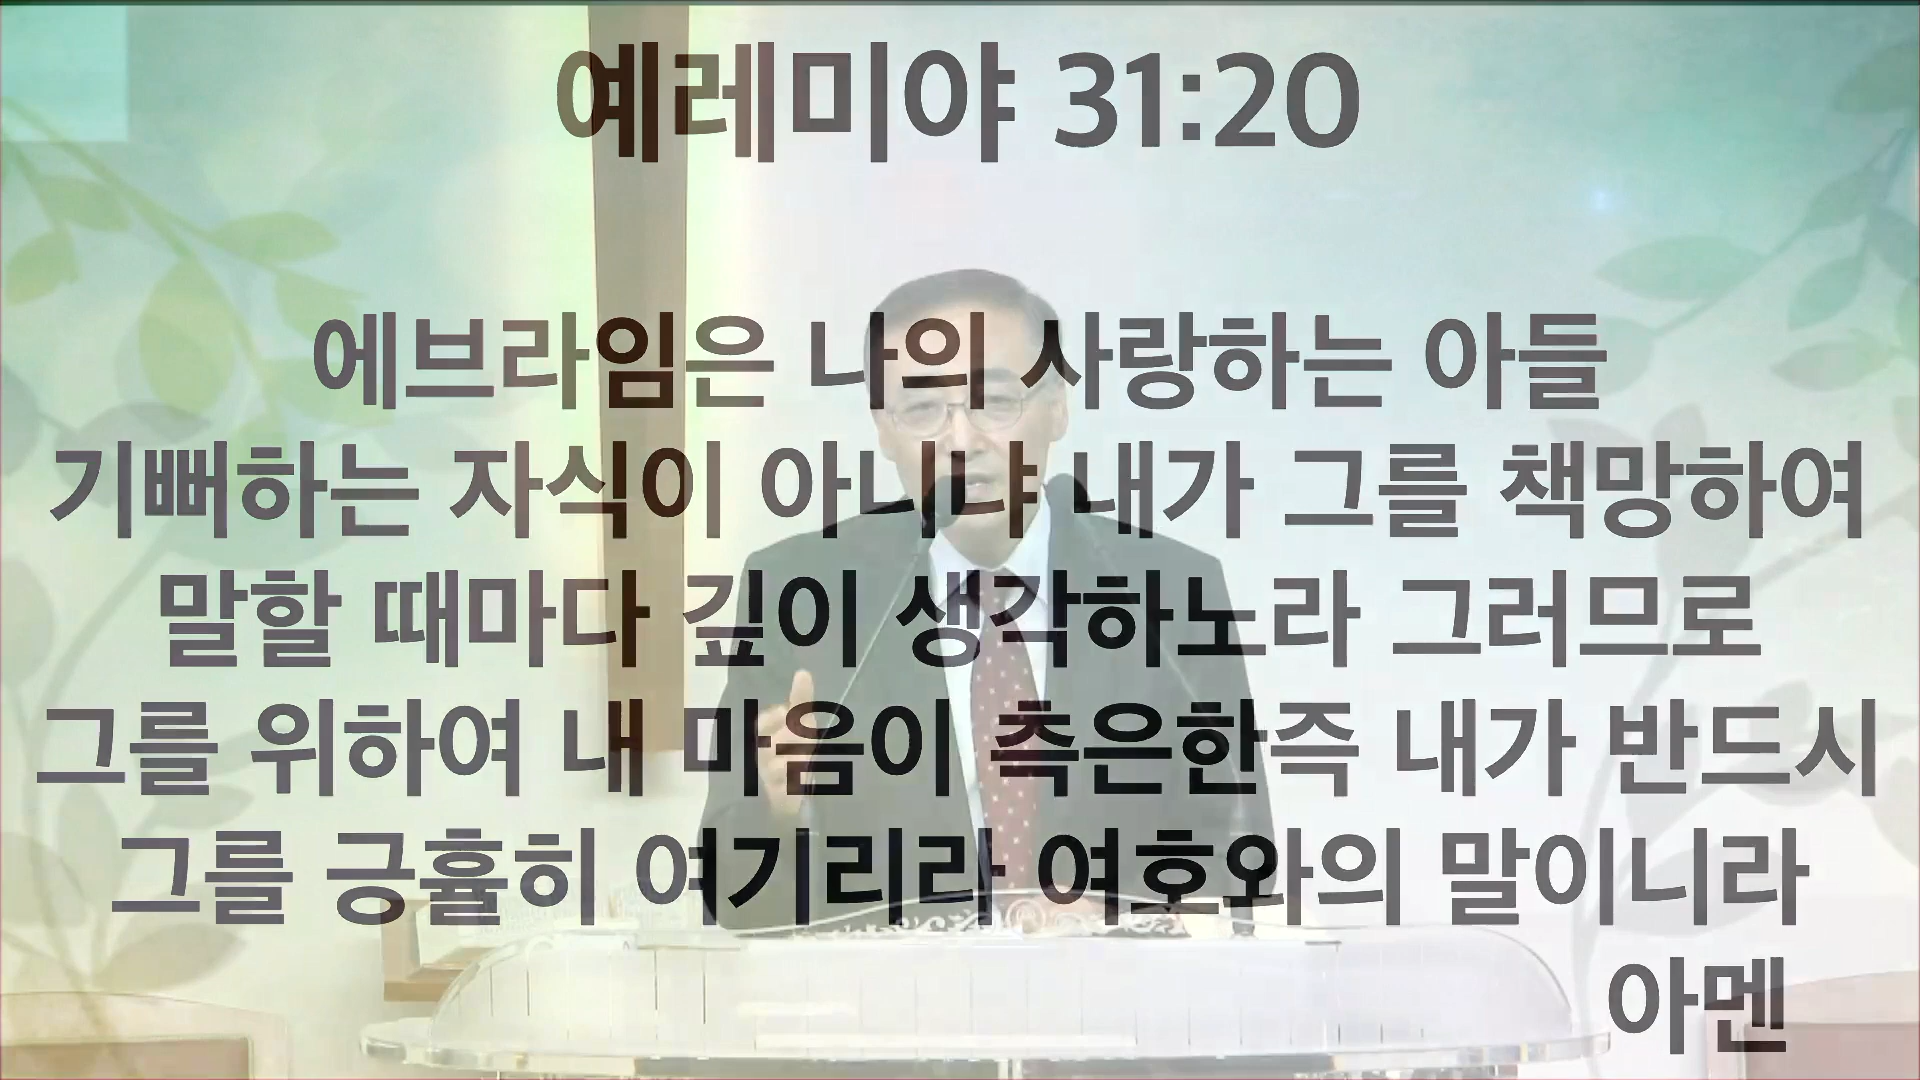 예레미야 31:20
에브라임은 나의 사랑하는 아들
기뻐하는 자식이 아니냐 내가 그를 책망하여
말할 때마다 깊이 생각하노라 그러므로
그를 위하여 내 마음이 측은한즉 내가 반드시
그를 긍휼히 여기리라 여호와의 말이니라
아멘